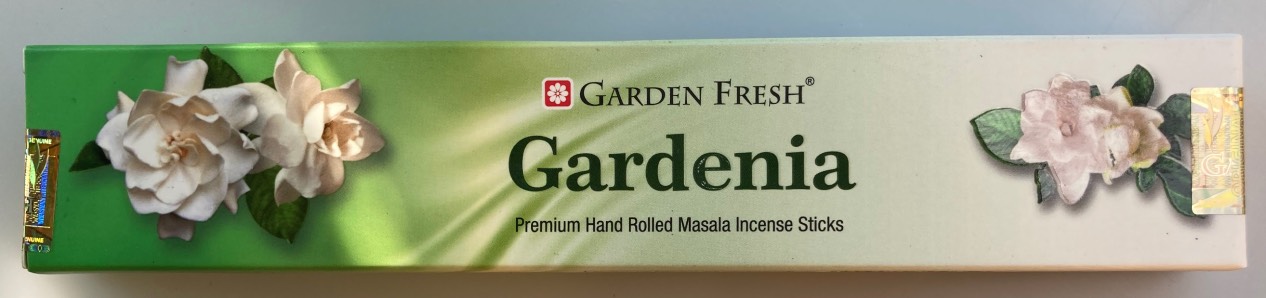 GARDEN FRESH®
Gardenia
Premium Hand Rolled Masala Incense Sticks